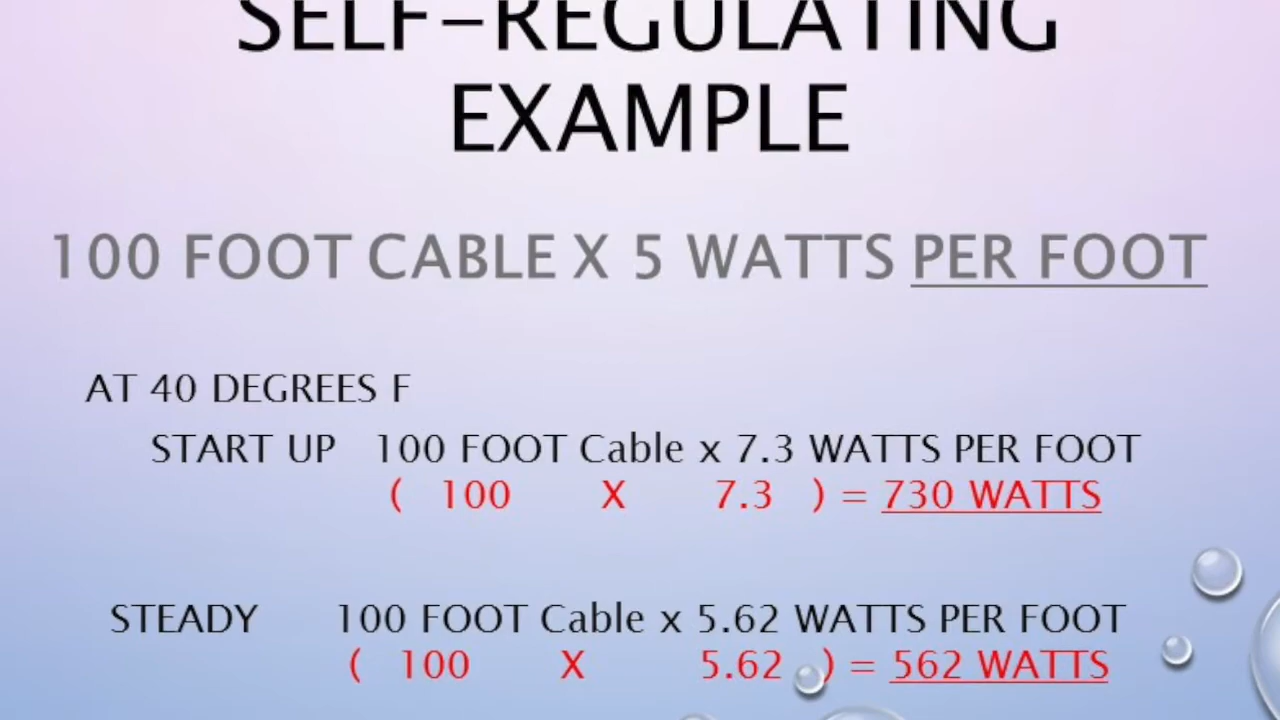 SELF-REGULATING
EXAMPLE
100 FOOT CABLE X 5 WATTS PER FOOT
AT 40 DEGREES F
START UP 100 FOOT Cable x 7.3 WATTS PER FOOT
( 100 X 7.3 ) = 730 WATTS
STEADY 100 FOOT Cable x 5.62 WATTS PER FOOT
( 100 X 5.62 ) = 562 WATTS